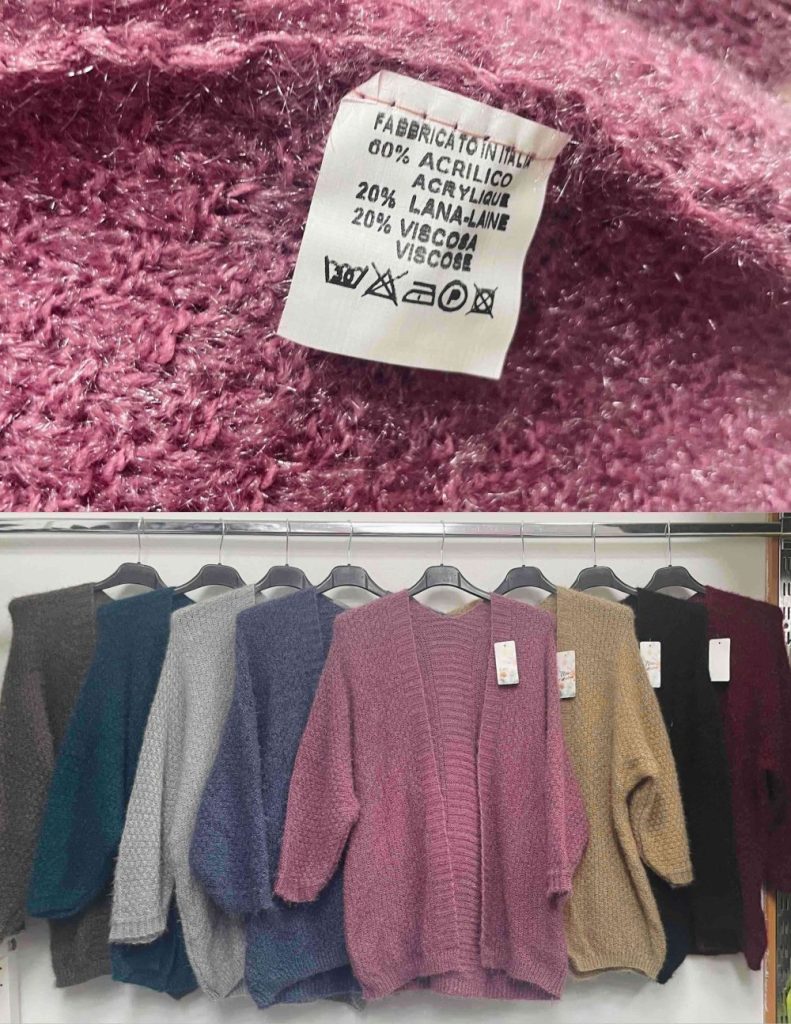 FABBRICATO IN ITALIA
60% ACRILICO
ACRYLIQUE
20% LANA-LAINE
20% VISCOSA
VISCOSE